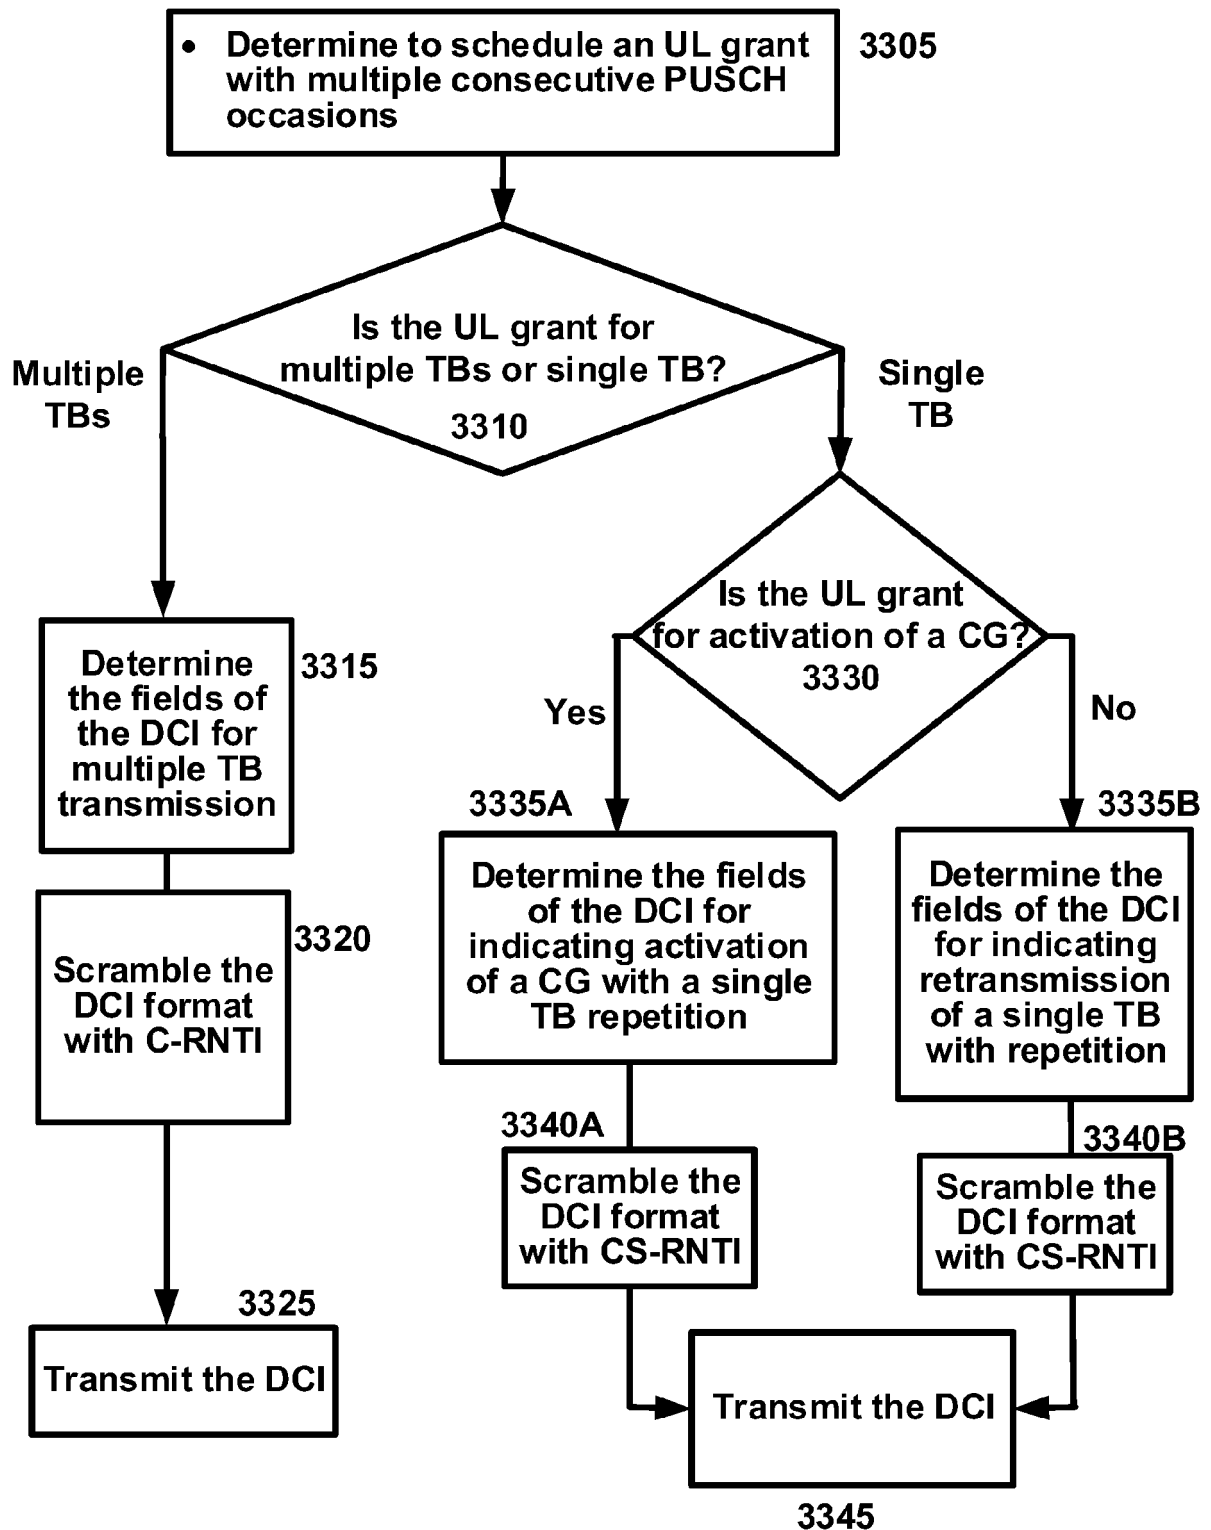 • Determine to schedule an UL grant
with multiple consecutive PUSCH
occasions
3305
Is the UL grant for
multiple TBs or single TB?
3310
Multiple
TBs
Single
TB
Is the UL grant
for activation of a CG?
3330
Yes
No
Determine
the fields of
the DCI for
multiple TB
transmission
3315
Scramble the
DCI format
with C-RNTI
3320
3325
Transmit the DCI
3335A
Determine the fields
of the DCI for
indicating activation
of a CG with a single
TB repetition
3340A
Scramble the
DCI format
with CS-RNTI
3335B
Determine the
fields of the DCI
for indicating
retransmission
of a single TB
with repetition
3340B
Scramble the
DCI format
with CS-RNTI
Transmit the DCI
3345